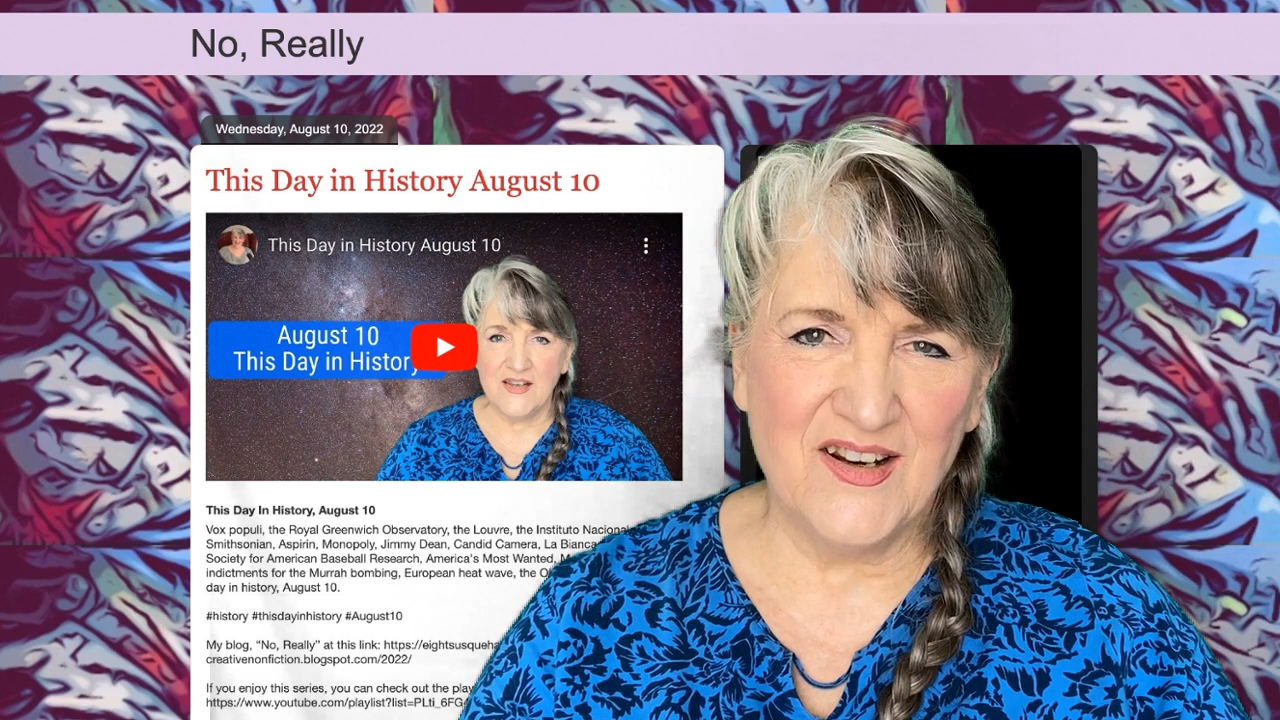 No, Really
Wednesday, August 10, 2022
This Day in History August 10
This Day in History August 10
August 10
This Day in History
This Day In History, August 10
Vox populi, the Royal Greenwich Observatory, the Louvre, the Instituto Nacional
Smithsonian, Aspirin, Monopoly, Jimmy Dean, Candid Camera, La Bianca
Society for American Baseball Research, America's Most Wanted,
indictments for the Murrah bombing, European heat wave, the
day in history, August 10.
#history #thisdayinhistory #August10
My blog, “No, Really” at this link: https://eightsusqueha
creativenonfiction.blogspot.com/2022/
If you enjoy this series, you can check out the play
https://www.youtube.com/playlist?list=PLti_6FG